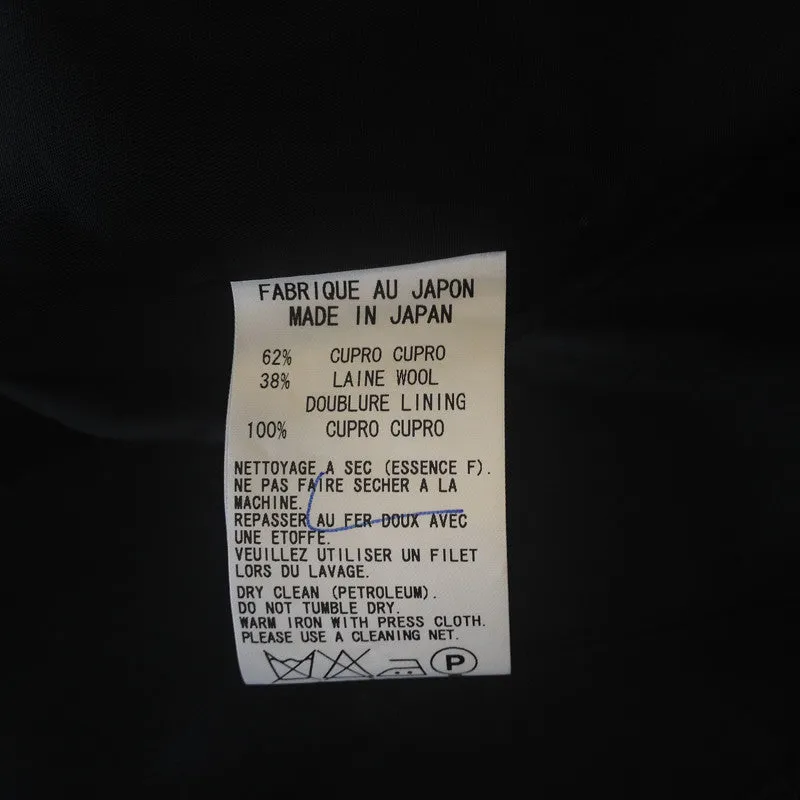 FABRIQUE AU JAPON
MADE IN JAPAN
62% CUPRO CUPRO
38% LAINE WOOL
DOUBLURE LINING
100% CUPRO CUPRO
NETTOYAGE A SEC (ESSENCE F).
NE PAS FAIRE SECHER A LA
MACHINE.
REPASSER AU FER DOUX AVEC
UNE ETOFFE.
VEUILLEZ UTILISER UN FILET
LORS DU LAVAGE.
DRY CLEAN (PETROLEUM).
DO NOT TUMBLE DRY.
WARM IRON WITH PRESS CLOTH.
PLEASE USE A CLEANING NET.
P